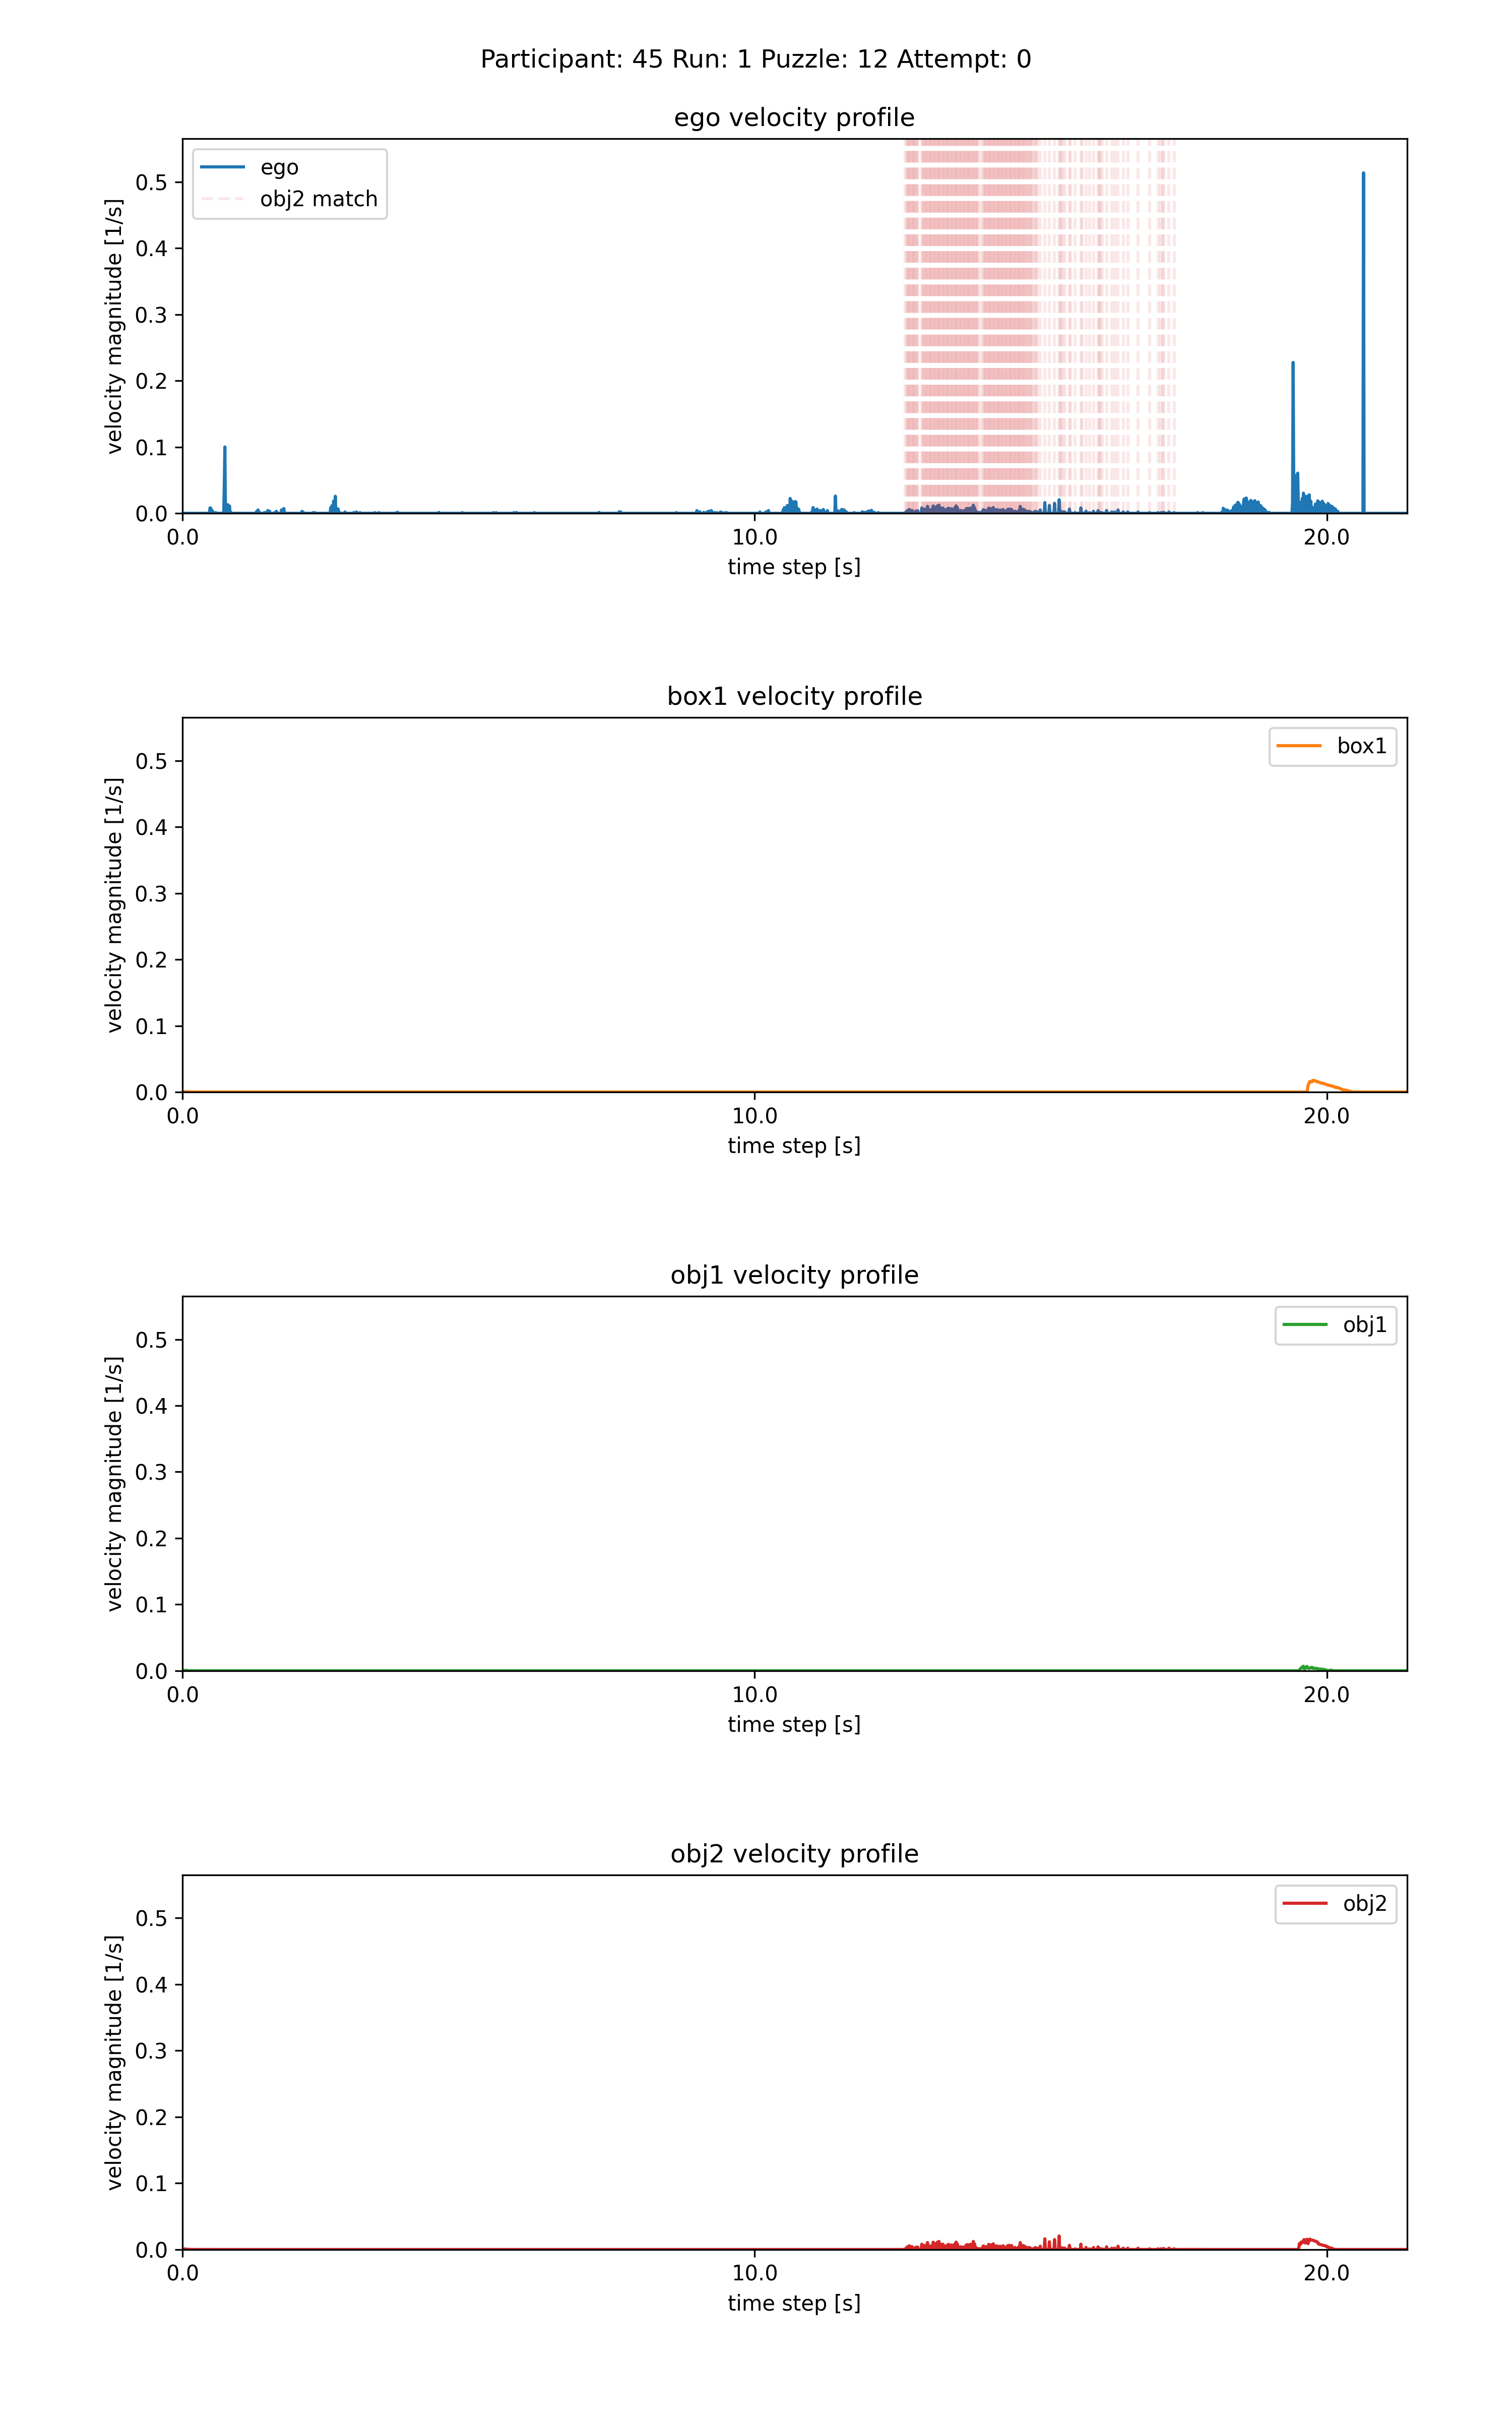 Participant: 45 Run: 1 Puzzle: 12 Attempt: 0
ego velocity profile
ego
obj2 match
velocity magnitude [1/s]
0.5
0.4
0.3
0.2
0.1
0.0
0.0 10.0 20.0
time step [s]
box1 velocity profile
box1
velocity magnitude [1/s]
0.5
0.4
0.3
0.2
0.1
0.0
0.0 10.0 20.0
time step [s]
obj1 velocity profile
obj1
velocity magnitude [1/s]
0.5
0.4
0.3
0.2
0.1
0.0
0.0 10.0 20.0
time step [s]
obj2 velocity profile
obj2
velocity magnitude [1/s]
0.5
0.4
0.3
0.2
0.1
0.0
0.0 10.0 20.0
time step [s]